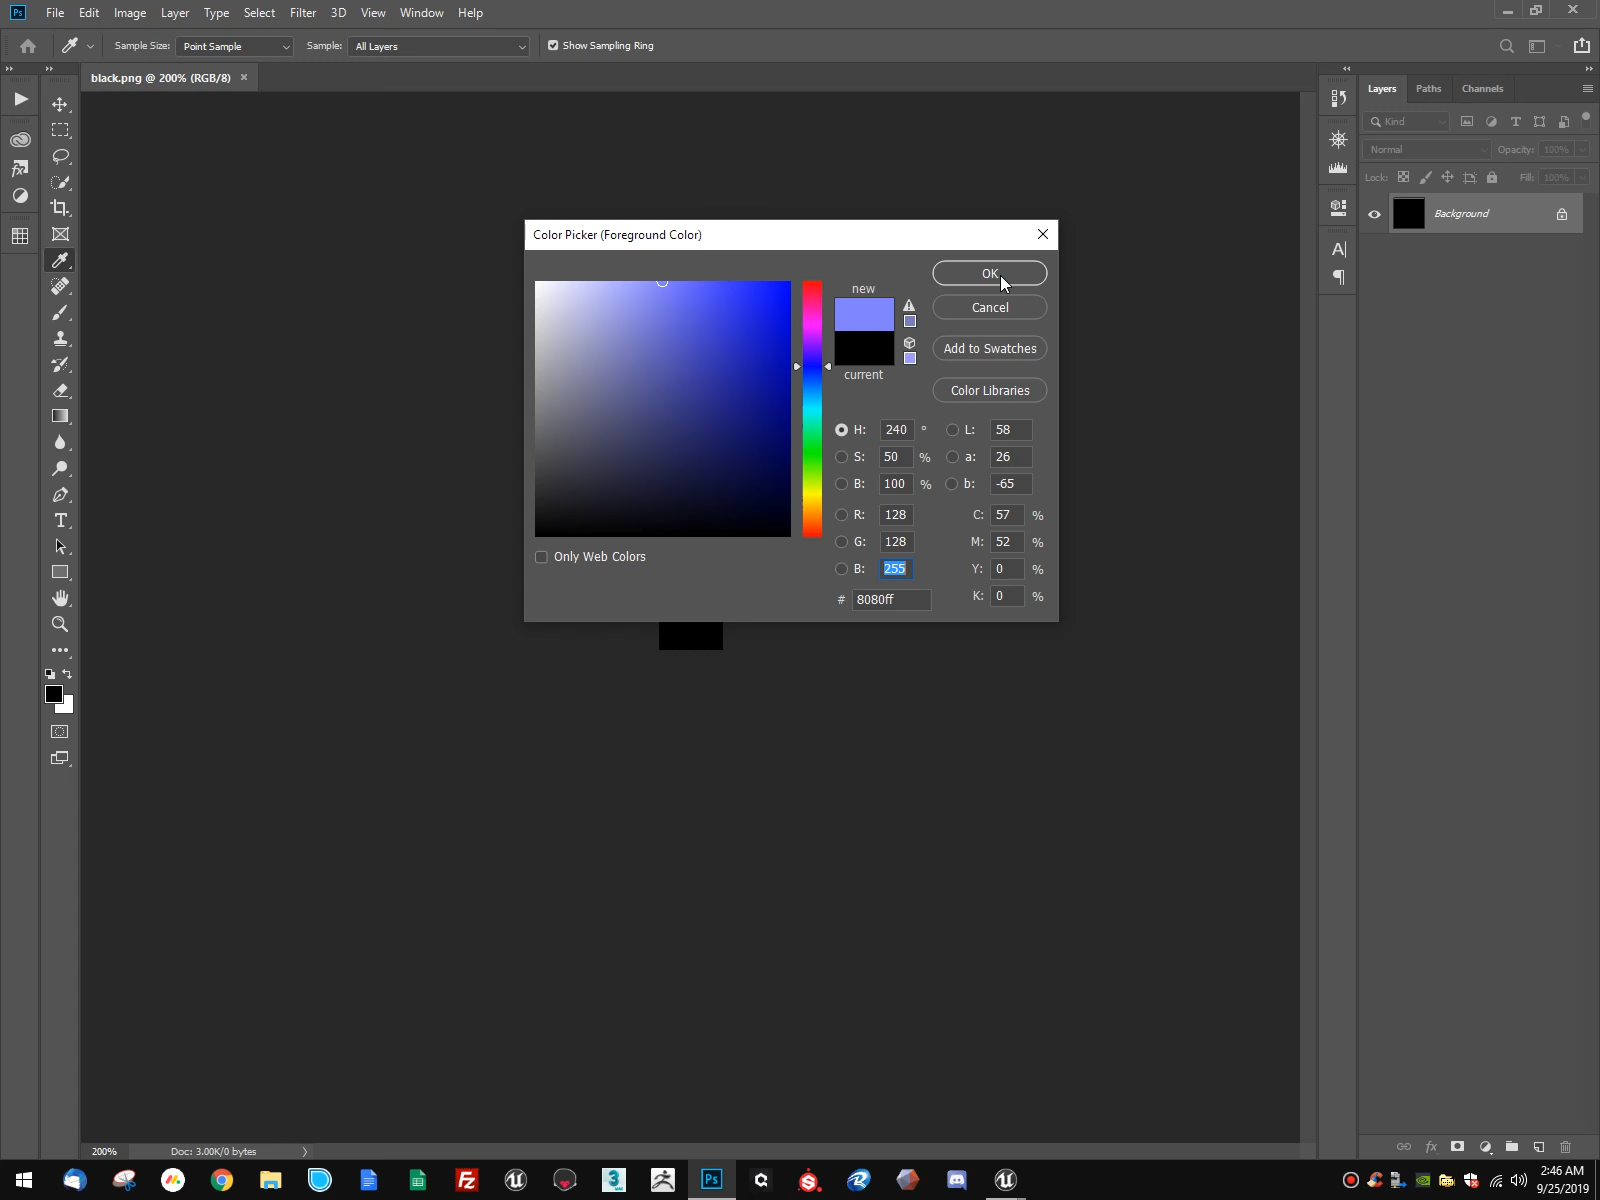 Ps File Edit Image Layer Type Select Filter 3D View Window Help
Sample Size: Point Sample Sample: All Layers Show Sampling Ring
black.png @ 200% (RGB/8) ×
Layers Paths Channels
Kind
Normal Opacity: 100%
Lock: Fill: 100%
Background
Color Picker (Foreground Color)
OK
new
Cancel
Add to Swatches
current
Color Libraries
H: 240 ° L: 58
S: 50 % a: 26
B: 100 % b: -65
R: 128 C: 57 %
G: 128 M: 52 %
B: 255 Y: 0 %
# 8080ff K: 0 %
Only Web Colors
200% Doc: 3.00K/0 bytes
2:46 AM
9/25/2019